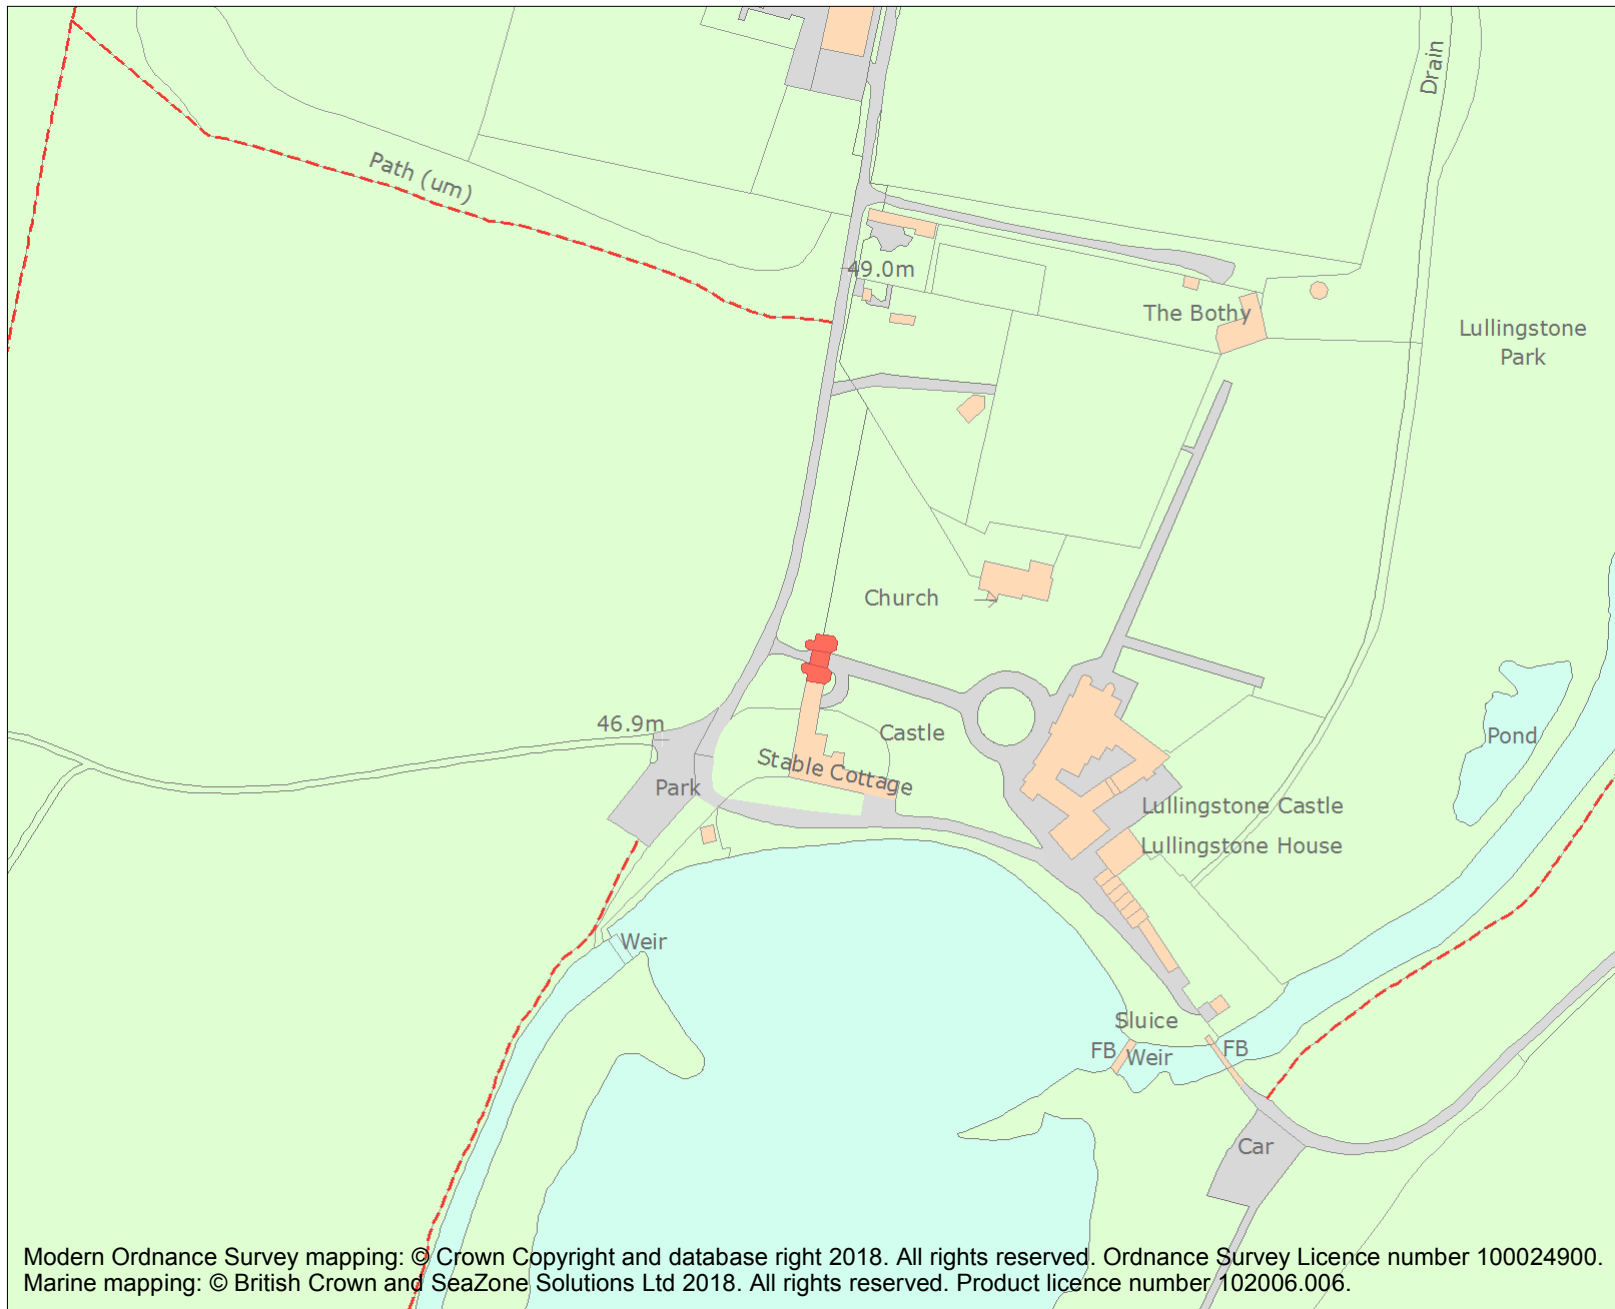 Drain
Path (um)
49.0m
The Bothy
Lullingstone
Park
Church
46.9m
Castle
Pond
Stable Cottage
Park
Lullingstone Castle
Lullingstone House
Weir
Sluice
FB
Weir
FB
Car
Modern Ordnance Survey mapping: © Crown Copyright and database right 2018. All rights reserved. Ordnance Survey Licence number 100024900.
Marine mapping: © British Crown and SeaZone Solutions Ltd 2018. All rights reserved. Product licence number 102006.006.